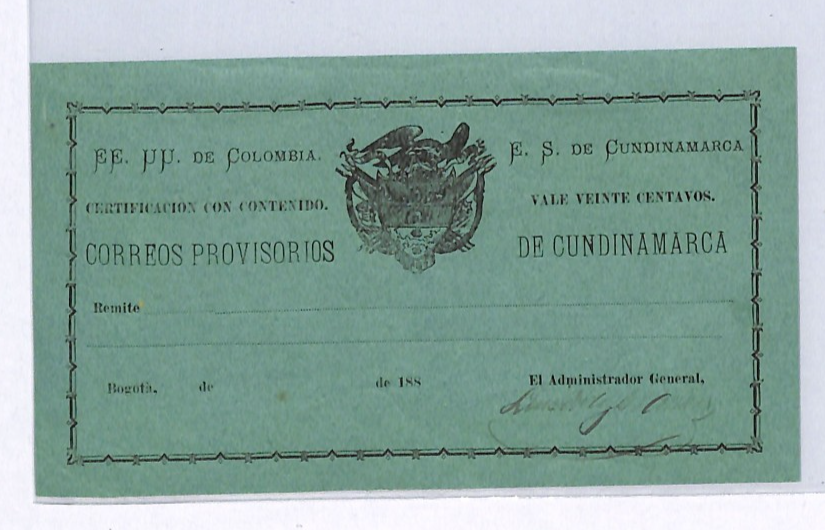 EE. UU. DE COLOMBIA.
E. S. DE CUNDINAMARCA
CERTIFICACION CON CONTENIDO.
VALE VEINTE CENTAVOS.
CORREOS PROVISORIOS
DE CUNDINAMARCA
Remite
Bogotà, de de 188
El Administrador General,